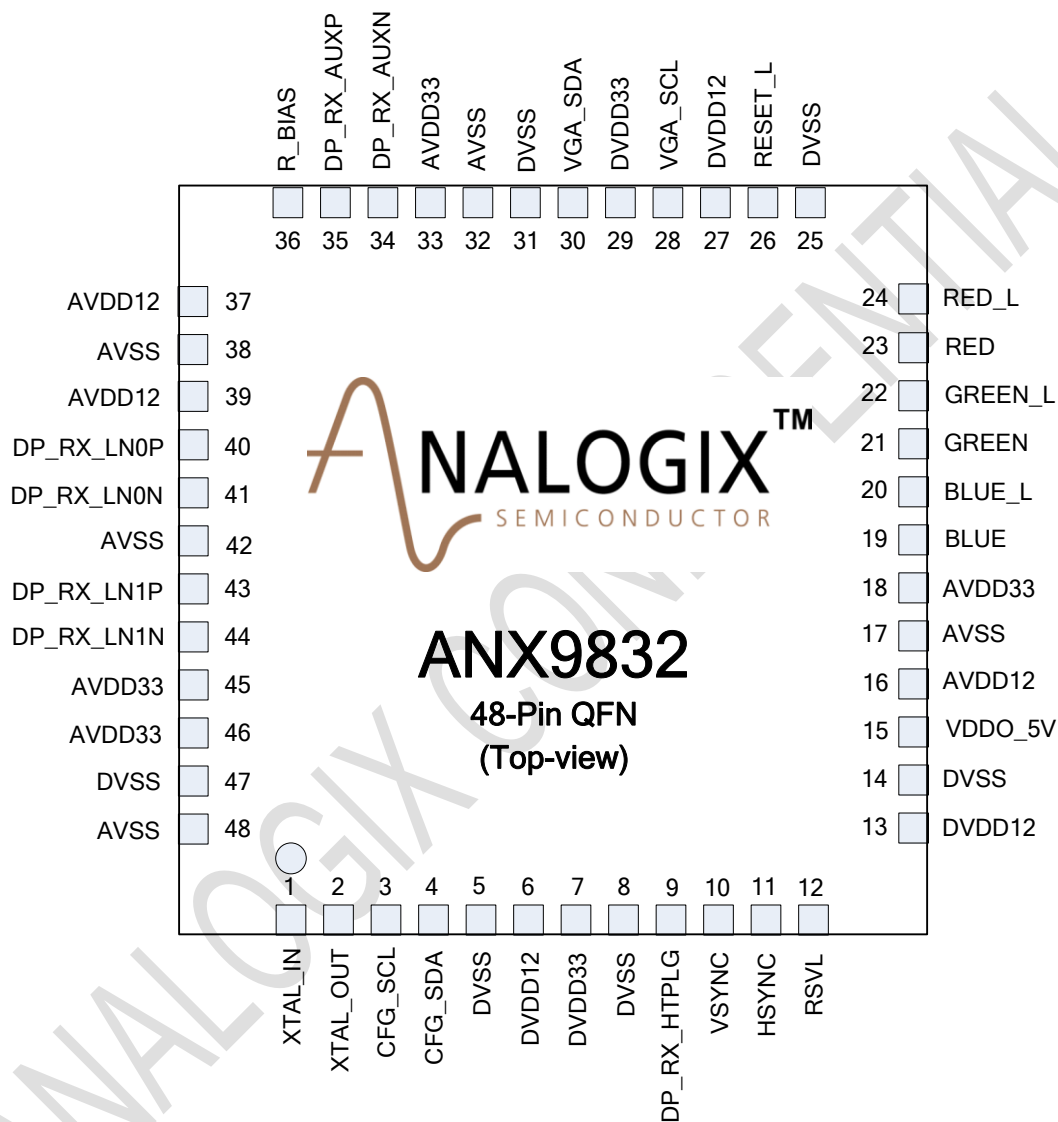 R_BIAS
DP_RX_AUXP
DP_RX_AUXN
AVDD33
AVSS
DVSS
VGA_SDA
DVDD33
VGA_SCL
DVDD12
RESET_L
DVSS
36 35 34 33 32 31 30 29 28 27 26 25
AVDD12 37
AVSS 38
AVDD12 39
DP_RX_LN0P 40
DP_RX_LN0N 41
AVSS 42
DP_RX_LN1P 43
DP_RX_LN1N 44
AVDD33 45
AVDD33 46
DVSS 47
AVSS 48
24 RED_L
23 RED
22 GREEN_L
21 GREEN
20 BLUE_L
19 BLUE
18 AVDD33
17 AVSS
16 AVDD12
15 VDDO_5V
14 DVSS
13 DVDD12
ANALOGIX™
SEMICONDUCTOR
ANX9832
48-Pin QFN
(Top-view)
1 2 3 4 5 6 7 8 9 10 11 12
XTAL_IN
XTAL_OUT
CFG_SCL
CFG_SDA
DVSS
DVDD12
DVDD33
DVSS
DP_RX_HTPLG
VSYNC
HSYNC
RSVL
ANALOGIX CONFIDENTIAL